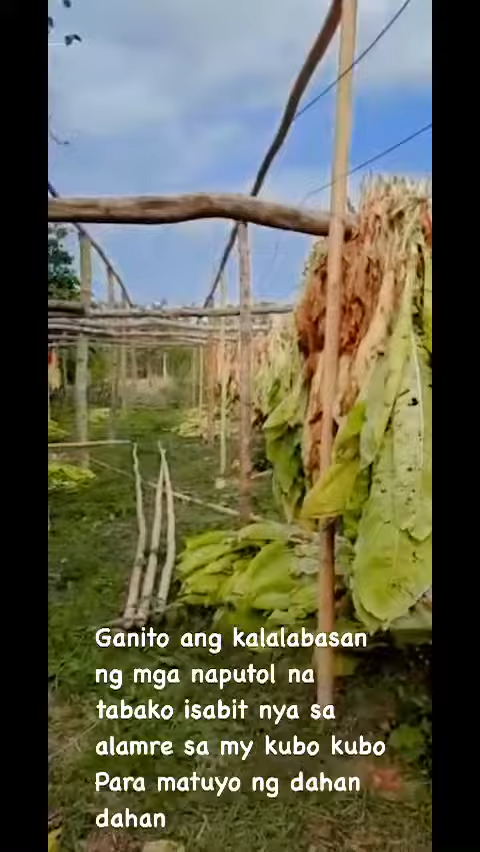 Ganito ang kalalabasan
ng mga naputol na
tabako isabit nya sa
alamre sa my kubo kubo
Para matuyo ng dahan
dahan